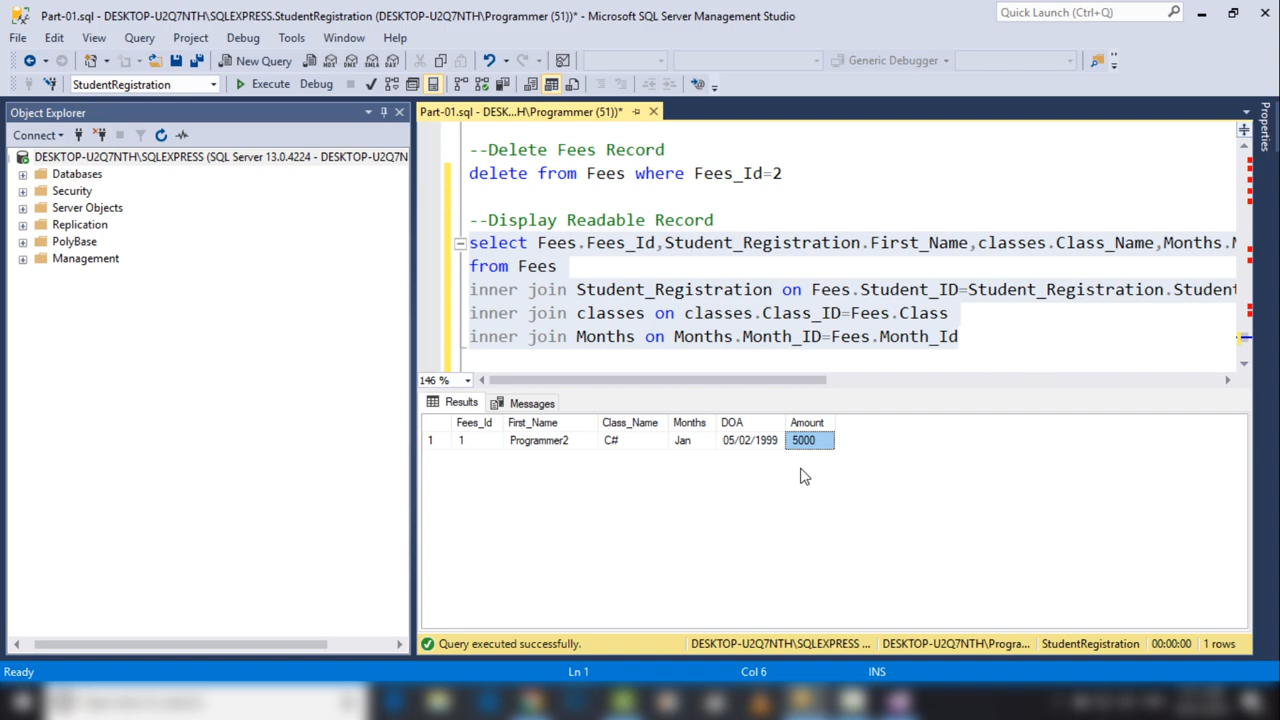 Part-01.sql - DESKTOP-U2Q7NTH\SQLEXPRESS.StudentRegistration (DESKTOP-U2Q7NTH\Programmer (51))* - Microsoft SQL Server Management Studio
Quick Launch (Ctrl+Q)
File Edit View Query Project Debug Tools Window Help
New Query
Generic Debugger
StudentRegistration
Execute Debug
Object Explorer
Part-01.sql - DESK...H\Programmer (51))*
Properties
Connect
DESKTOP-U2Q7NTH\SQLEXPRESS (SQL Server 13.0.4224 - DESKTOP-U2Q7N
Databases
Security
Server Objects
Replication
PolyBase
Management
--Delete Fees Record
delete from Fees where Fees_Id=2
--Display Readable Record
select Fees.Fees_Id,Student_Registration.First_Name,classes.Class_Name,Months.M
from Fees
inner join Student_Registration on Fees.Student_ID=Student_Registration.Student
inner join classes on classes.Class_ID=Fees.Class
inner join Months on Months.Month_ID=Fees.Month_Id
146 %
Results Messages
Fees_Id First_Name Class_Name Months DOA Amount
1 1 Programmer2 C# Jan 05/02/1999 5000
Query executed successfully. DESKTOP-U2Q7NTH\SQLEXPRESS ... DESKTOP-U2Q7NTH\Progra... StudentRegistration 00:00:00 1 rows
Ready Ln 1 Col 6 INS